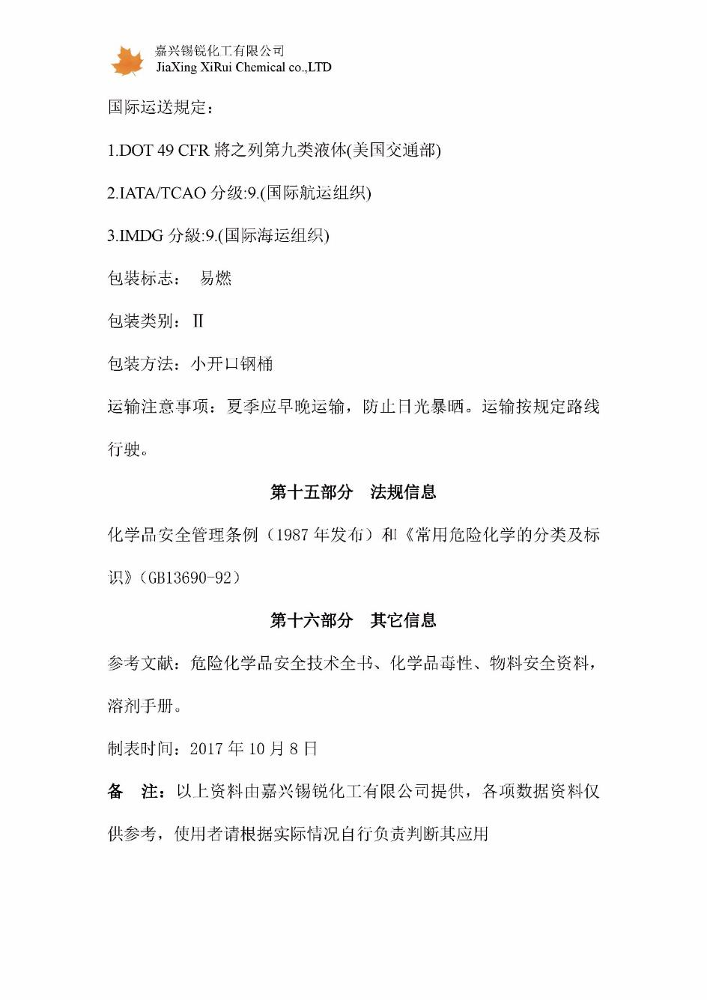 嘉兴锡锐化工有限公司
JiaXing XiRui Chemical co.,LTD
国际运送規定：
1.DOT 49 CFR 將之列第九类液体(美国交通部)
2.IATA/TCAO 分级:9.(国际航运组织)
3.IMDG 分級:9.(国际海运组织)
包裝标志： 易燃
包装类别：Ⅱ
包装方法：小开口钢桶
运输注意事项：夏季应早晚运输，防止日光暴晒。运输按规定路线
行驶。
第十五部分 法规信息
化学品安全管理条例（1987 年发布）和《常用危险化学的分类及标
识》（GB13690-92）
第十六部分 其它信息
参考文献：危险化学品安全技术全书、化学品毒性、物料安全资料，
溶剂手册。
制表时间：2017 年 10 月 8 日
备 注：以上资料由嘉兴锡锐化工有限公司提供，各项数据资料仅
供参考，使用者请根据实际情况自行负责判断其应用